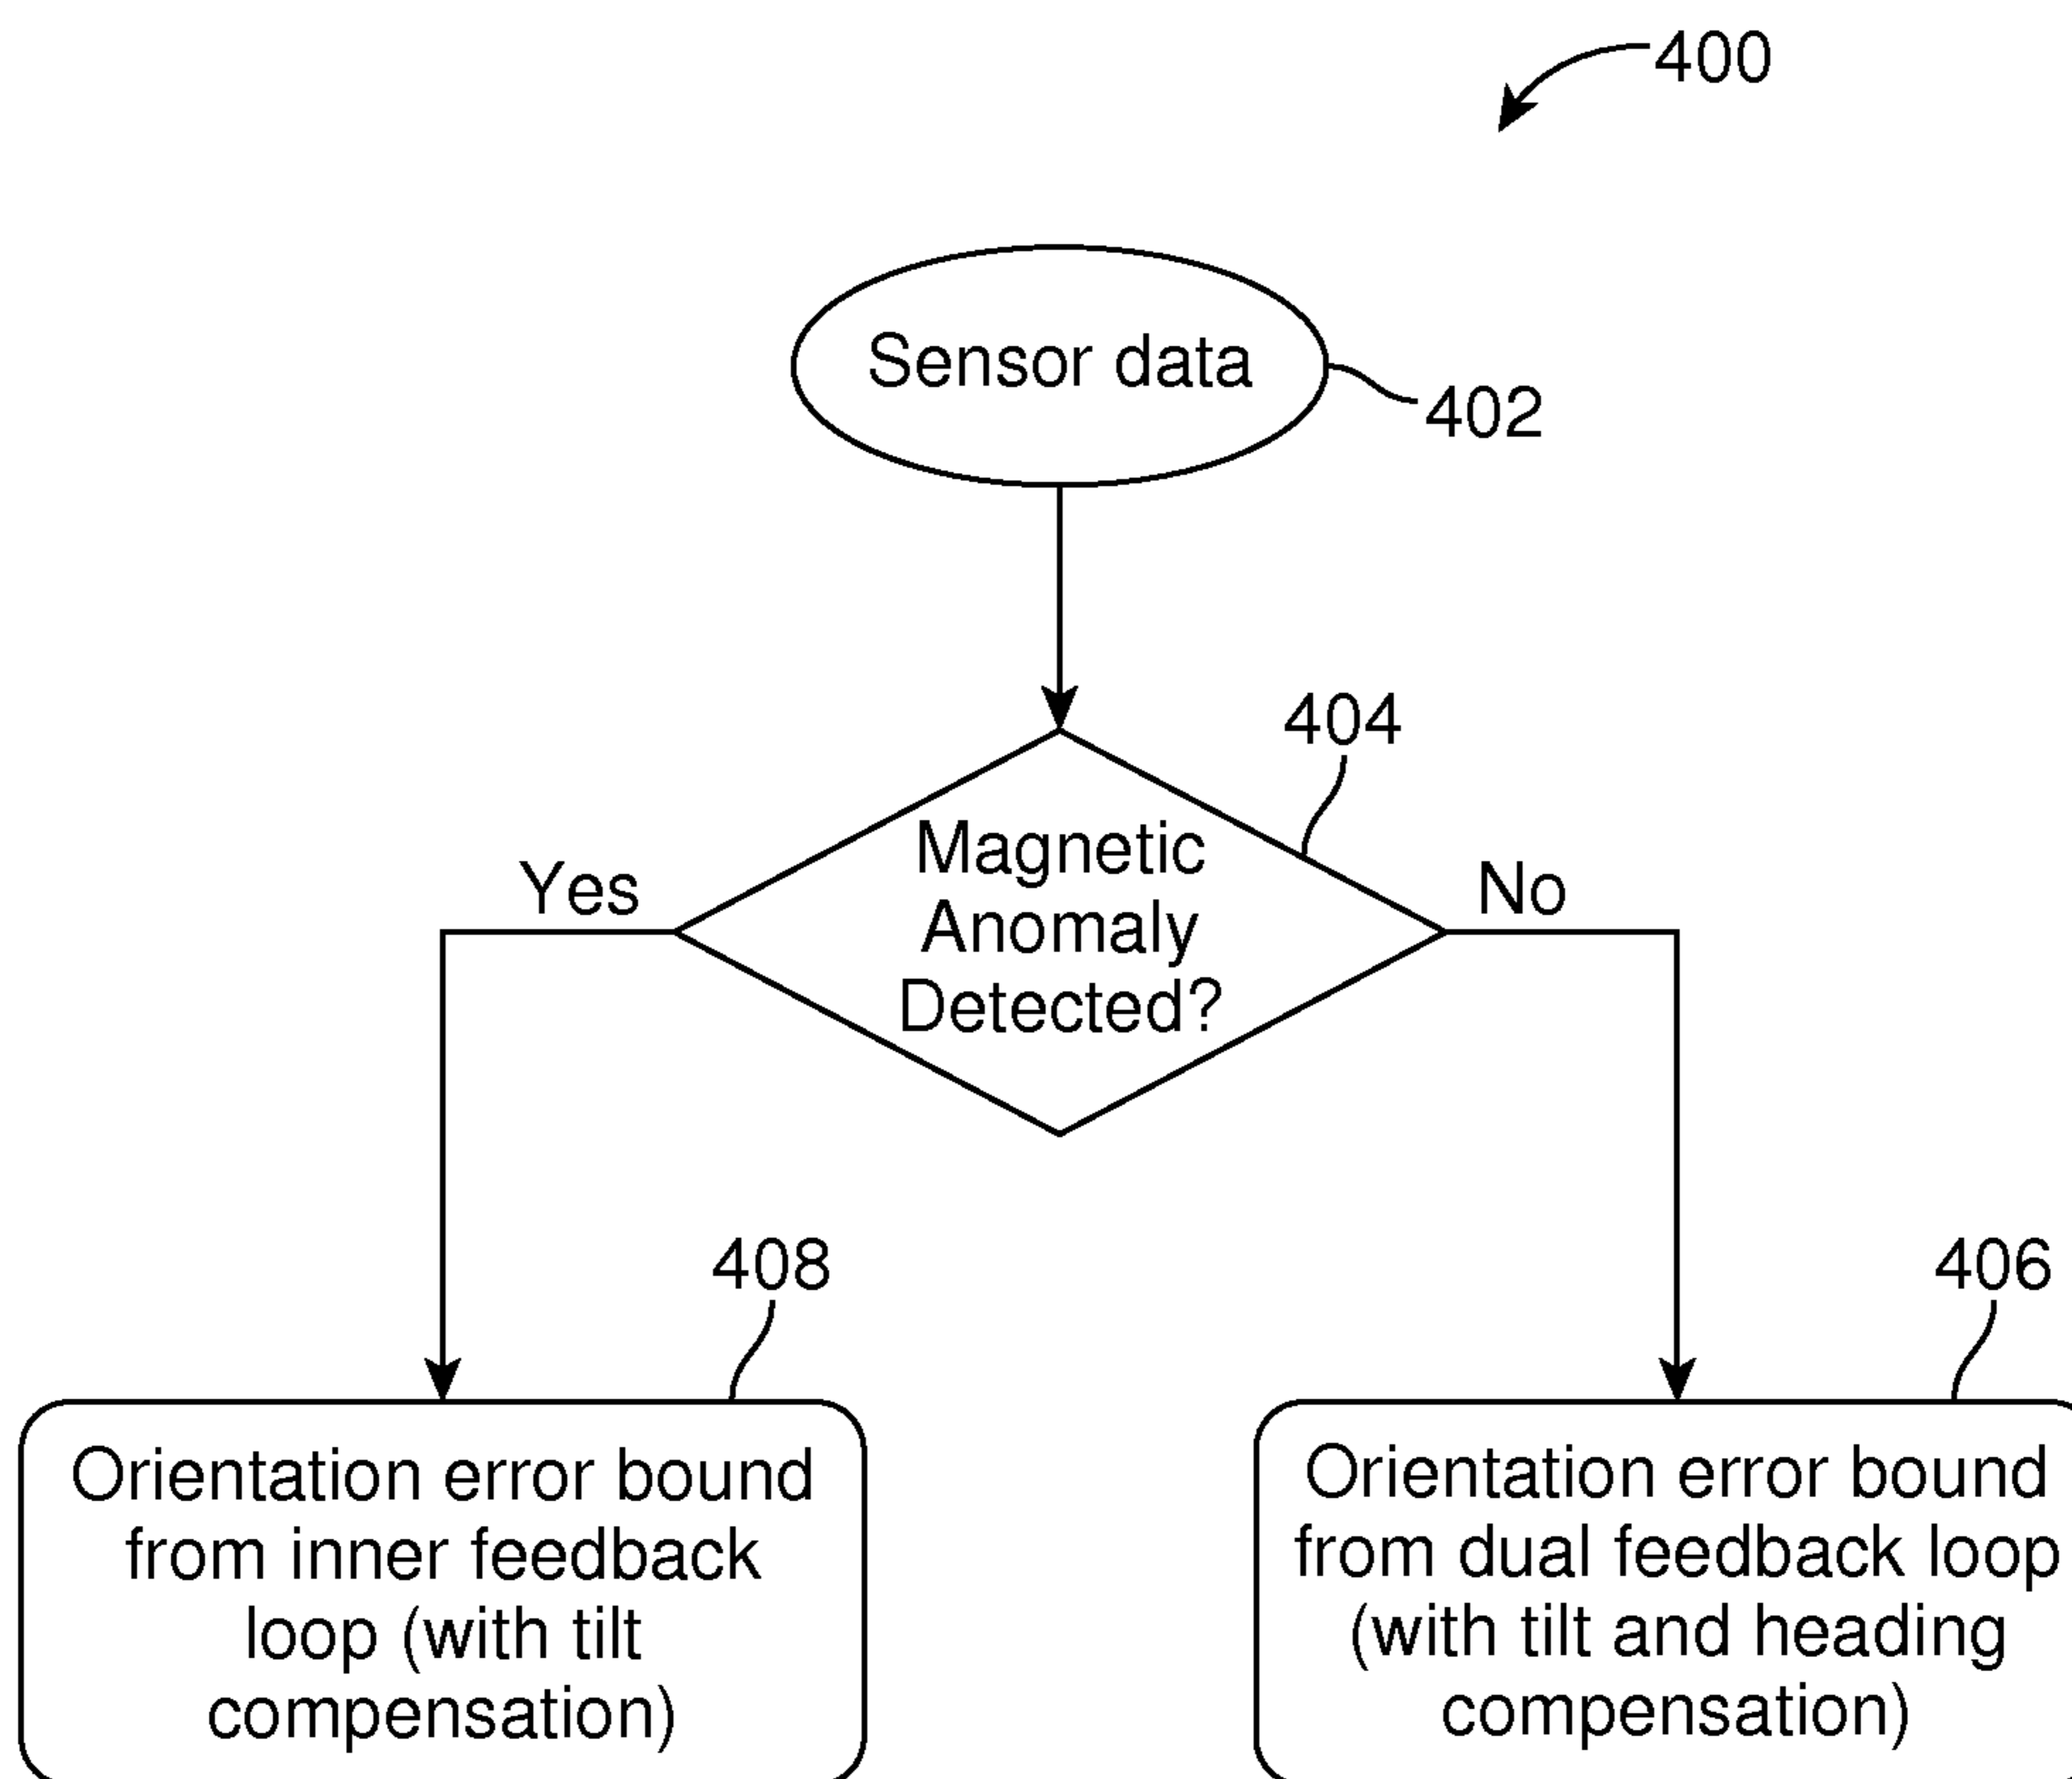 400
Sensor data
402
404
Magnetic
Anomaly
Detected?
Yes
No
408
406
Orientation error bound
from inner feedback
loop (with tilt
compensation)
Orientation error bound
from dual feedback loop
(with tilt and heading
compensation)